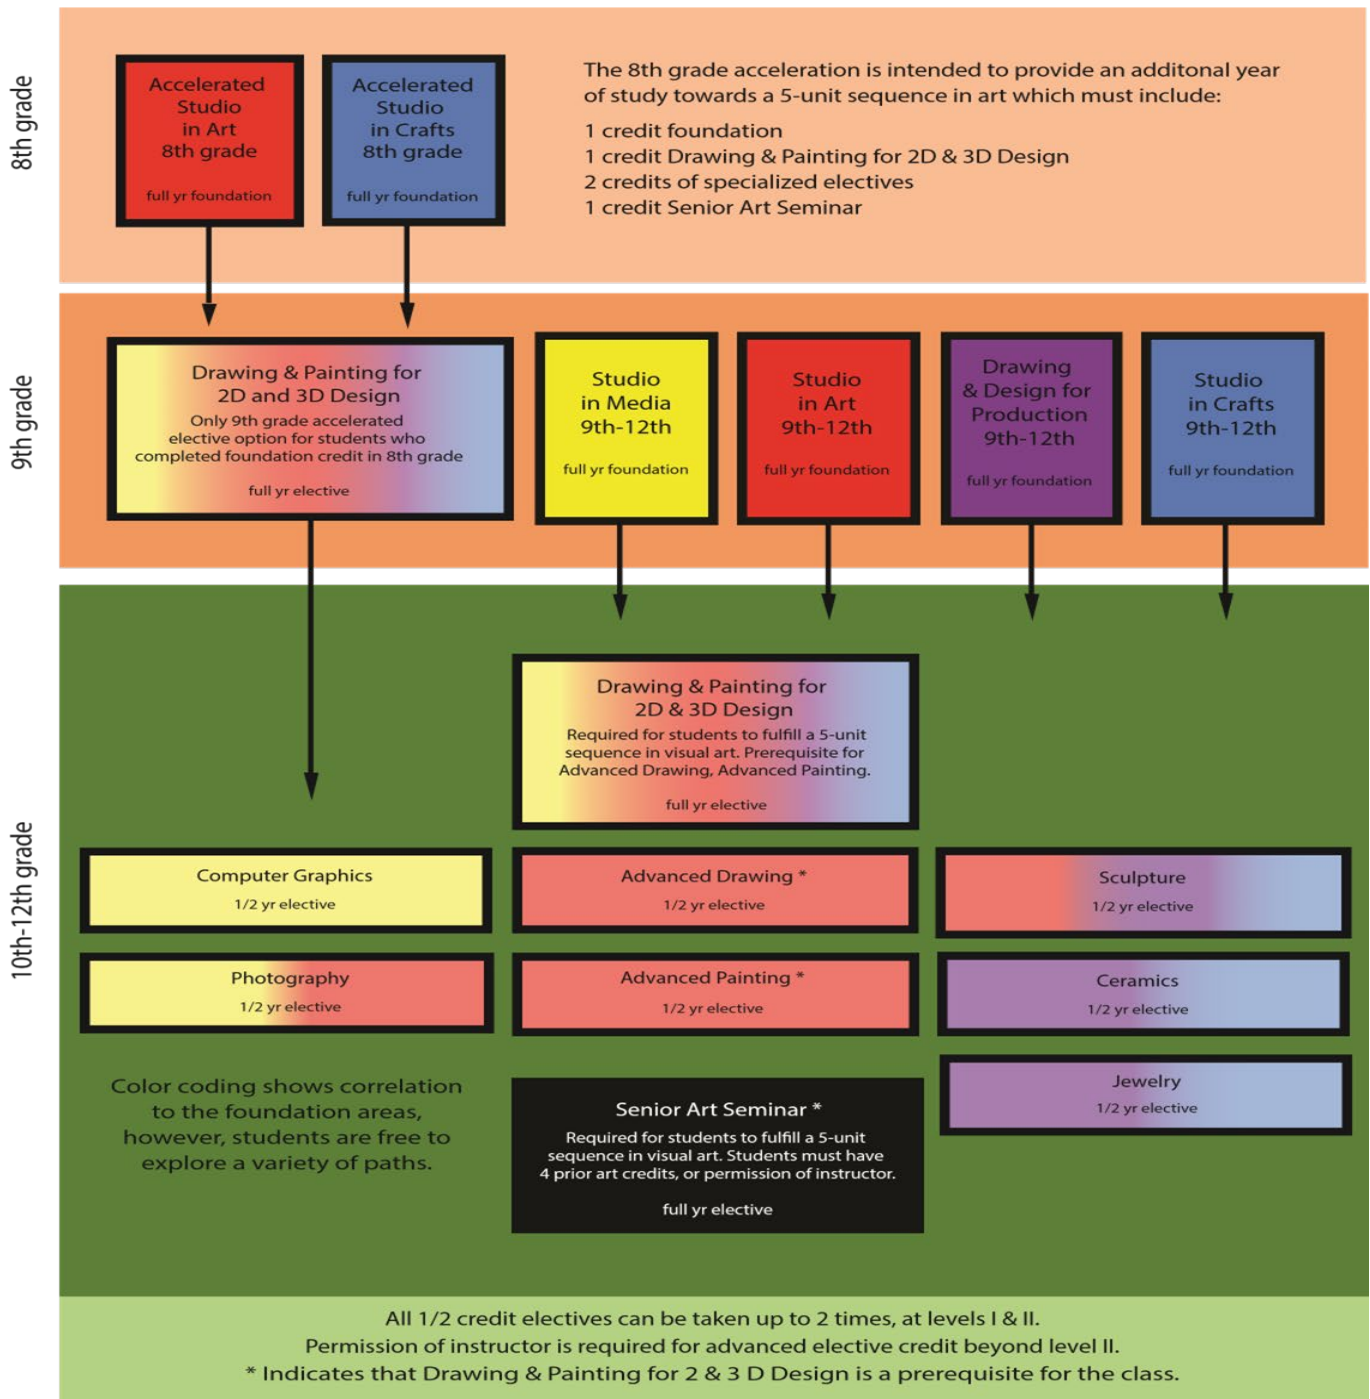 8th grade
Accelerated
Studio
in Art
8th grade
full yr foundation
Accelerated
Studio
in Crafts
8th grade
full yr foundation
The 8th grade acceleration is intended to provide an additonal year
of study towards a 5-unit sequence in art which must include:
1 credit foundation
1 credit Drawing & Painting for 2D & 3D Design
2 credits of specialized electives
1 credit Senior Art Seminar
9th grade
Drawing & Painting for
2D and 3D Design
Only 9th grade accelerated
elective option for students who
completed foundation credit in 8th grade
full yr elective
Studio
in Media
9th-12th
full yr foundation
Studio
in Art
9th-12th
full yr foundation
Drawing
& Design for
Production
9th-12th
full yr foundation
Studio
in Crafts
9th-12th
full yr foundation
10th-12th grade
Drawing & Painting for
2D & 3D Design
Required for students to fulfill a 5-unit
sequence in visual art. Prerequisite for
Advanced Drawing, Advanced Painting.
full yr elective
Computer Graphics
1/2 yr elective
Advanced Drawing *
1/2 yr elective
Sculpture
1/2 yr elective
Photography
1/2 yr elective
Advanced Painting *
1/2 yr elective
Ceramics
1/2 yr elective
Jewelry
1/2 yr elective
Color coding shows correlation
to the foundation areas,
however, students are free to
explore a variety of paths.
Senior Art Seminar *
Required for students to fulfill a 5-unit
sequence in visual art. Students must have
4 prior art credits, or permission of instructor.
full yr elective
All 1/2 credit electives can be taken up to 2 times, at levels I & II.
Permission of instructor is required for advanced elective credit beyond level II.
* Indicates that Drawing & Painting for 2 & 3 D Design is a prerequisite for the class.